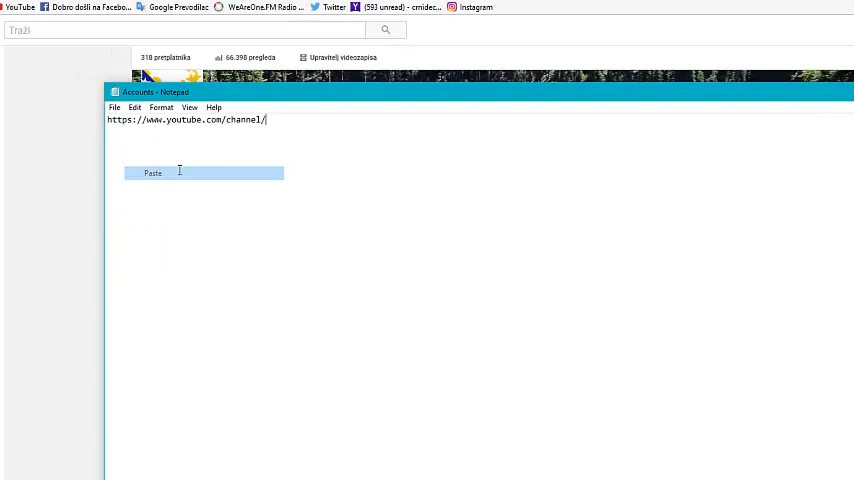 YouTube Dobro došli na Facebo... Google Prevodilac WeAreOne.FM Radio ... Twitter (593 unread) - crnidec... Instagram
Traži
318 pretplatnika 66.398 pregleda Upravitelj videozapisa
Accounts - Notepad
File Edit Format View Help
https://www.youtube.com/channel/
Paste